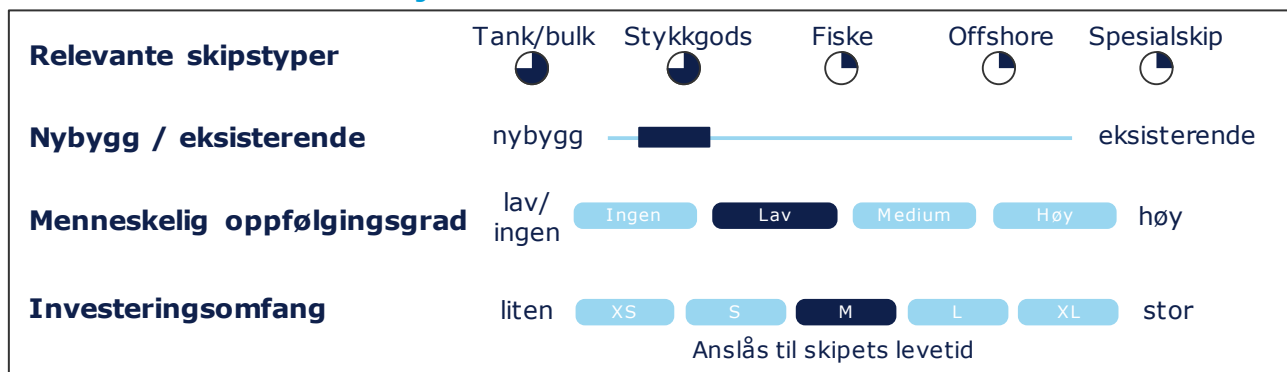 Relevante skipstyper
Tank/bulk Stykkgods Fiske Offshore Spesialskip
Nybygg / eksisterende
nybygg eksisterende
Menneskelig oppfølgingsgrad
lav/
ingen
Ingen Lav Medium Høy
høy
Investeringsomfang
liten XS S M L XL stor
Anslås til skipets levetid